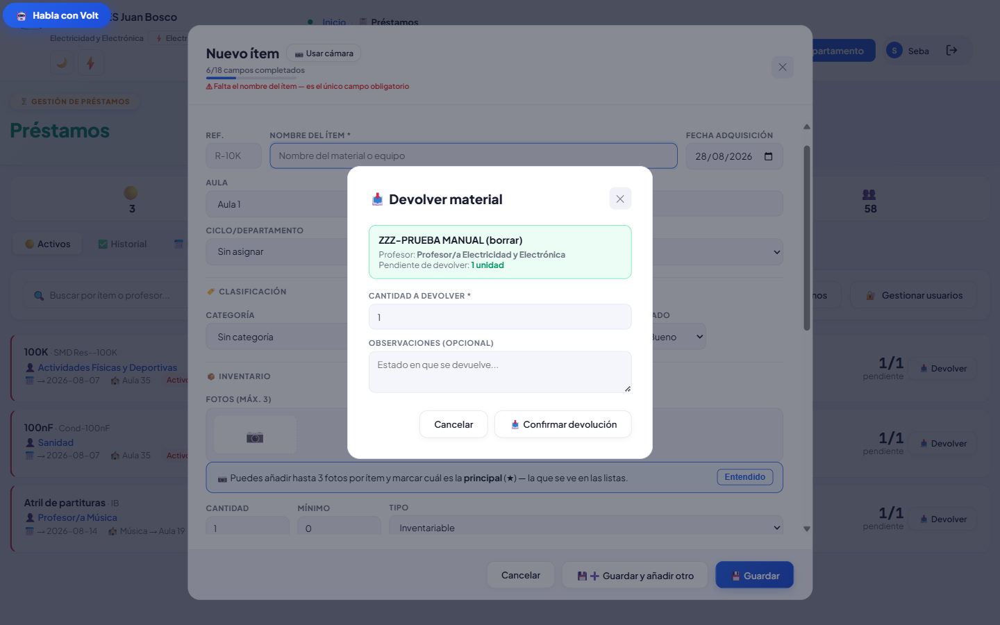 Habla con Volt
ES Juan Bosco
Electricidad y Electrónica
Electr
Inicio
Préstamos
partamento
S
Seba
GESTIÓN DE PRÉSTAMOS
Préstamos
3
58
Activos
Historial
Buscar por ítem o profesor...
nos
Gestionar usuarios
100K · SMD Res--100K
Actividades Físicas y Deportivas
→ 2026-08-07
Aula 35
Activo
1/1
pendiente
Devolver
100nF · Cond-100nF
Sanidad
→ 2026-08-07
Aula 35
Activo
1/1
pendiente
Devolver
Atril de partituras · IB
Profesor/a Música
→ 2026-08-14
Música → Aula 19
1/1
pendiente
Devolver
Nuevo ítem
Usar cámara
6/18 campos completados
⚠ Falta el nombre del ítem — es el único campo obligatorio
REF.
NOMBRE DEL ÍTEM *
FECHA ADQUISICIÓN
R-10K
Nombre del material o equipo
28/08/2026
AULA
Aula 1
CICLO/DEPARTAMENTO
Sin asignar
CLASIFICACIÓN
CATEGORÍA
ADO
Sin categoría
Bueno
INVENTARIO
FOTOS (MÁX. 3)
Puedes añadir hasta 3 fotos por ítem y marcar cuál es la principal (★) — la que se ve en las listas.
Entendido
CANTIDAD
MÍNIMO
TIPO
1
0
Inventariable
Cancelar
Guardar y añadir otro
Guardar
Devolver material
ZZZ-PRUEBA MANUAL (borrar)
Profesor: Profesor/a Electricidad y Electrónica
Pendiente de devolver: 1 unidad
CANTIDAD A DEVOLVER *
1
OBSERVACIONES (OPCIONAL)
Estado en que se devuelve...
Cancelar
Confirmar devolución